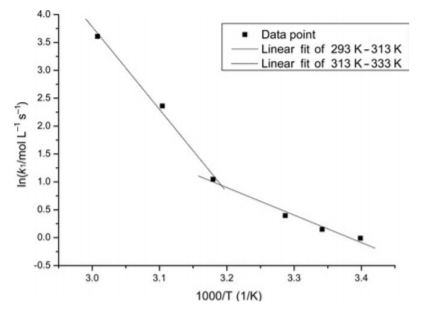 4.0
3.5
3.0
2.5
2.0
1.5
1.0
0.5
0.0
-0.5
ln(k₁/mol L⁻¹ s⁻¹)
Data point
Linear fit of 293 K–313 K
Linear fit of 313 K–333 K
3.0 3.1 3.2 3.3 3.4
1000/T (1/K)